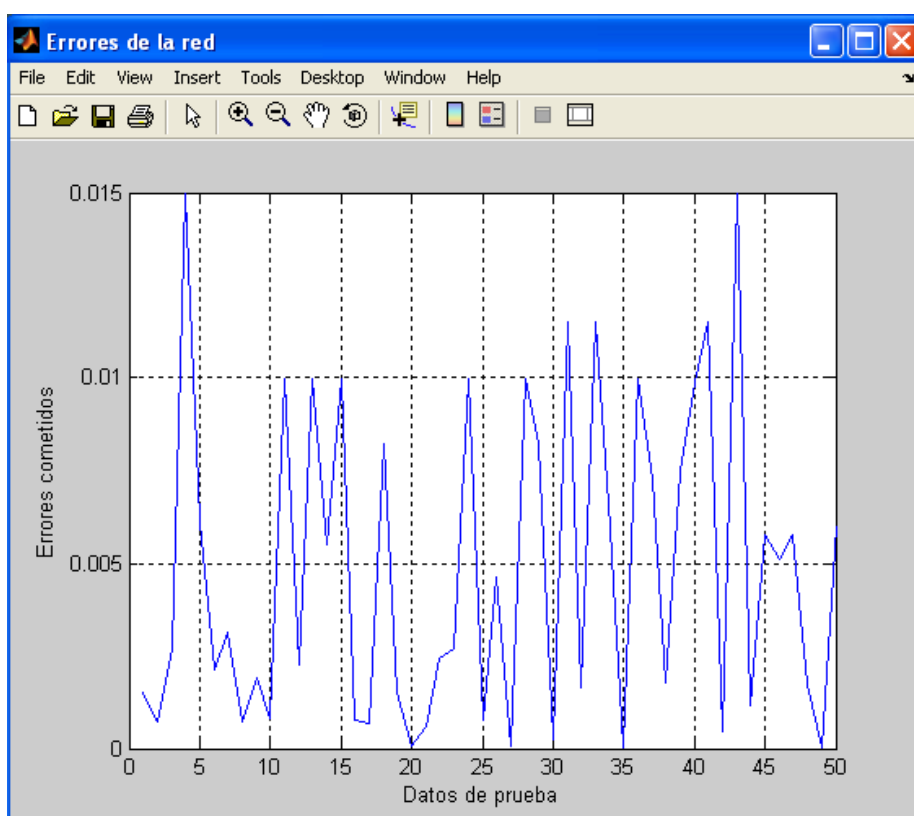 Errores de la red
File Edit View Insert Tools Desktop Window Help
0.015
0.01
0.005
0
Errores cometidos
0 5 10 15 20 25 30 35 40 45 50
Datos de prueba